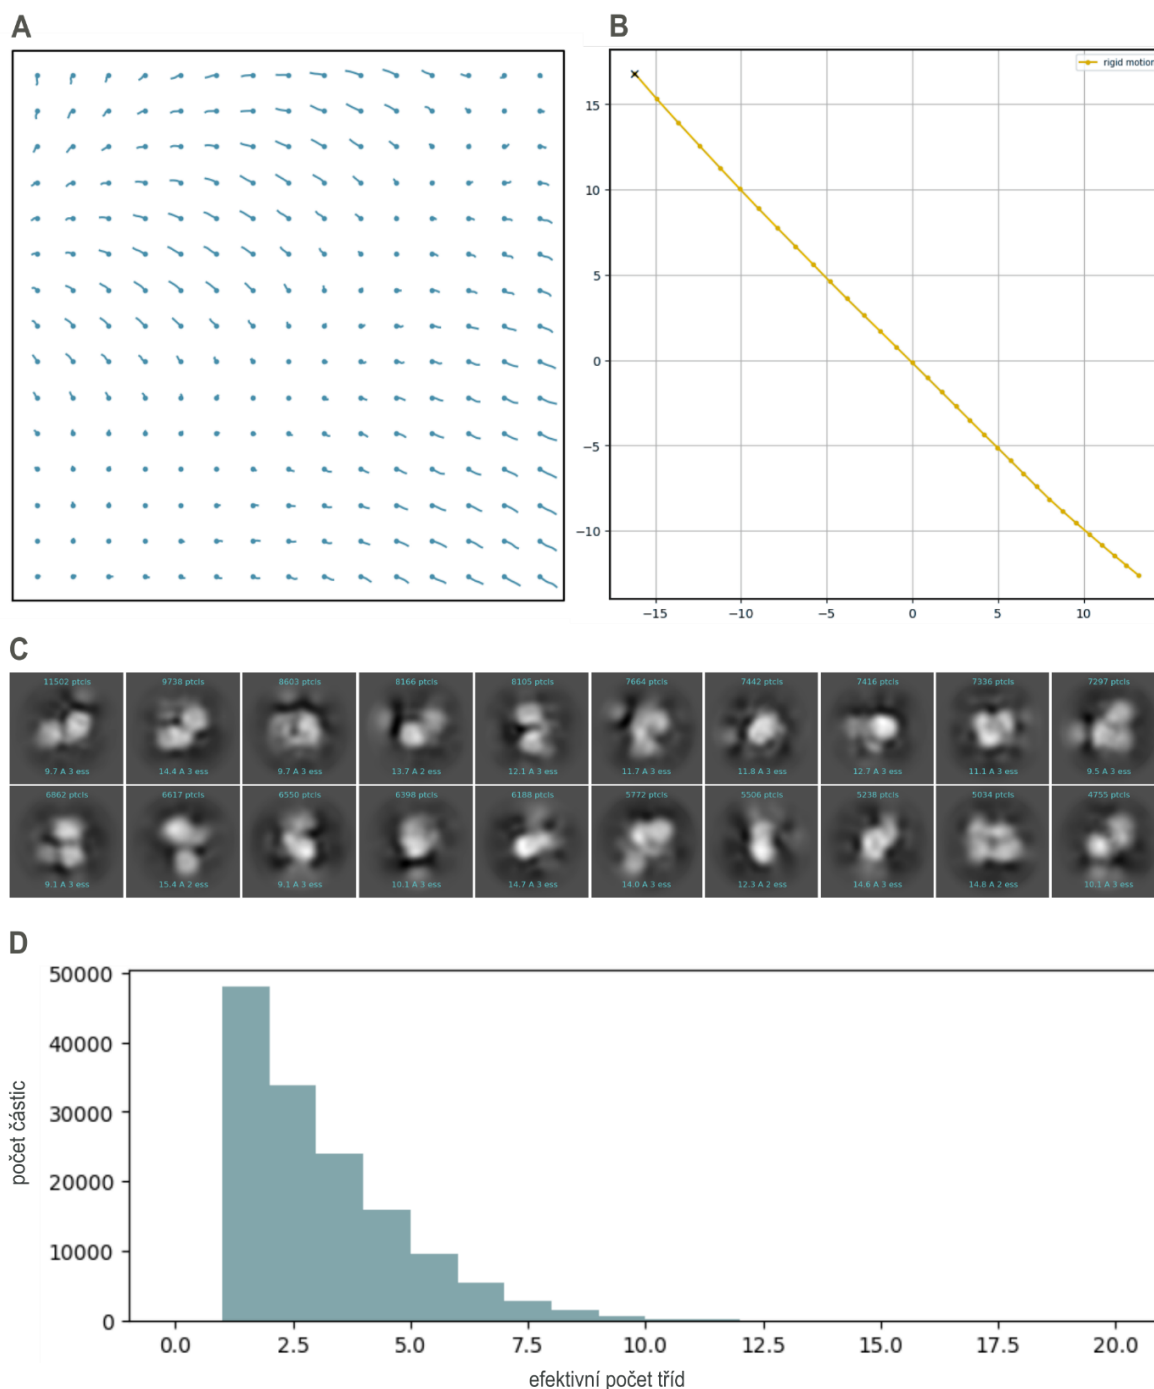 A
B
rigid motion
15
10
5
0
−5
−10
−15
−10
−5
0
5
10
C
11502 ptcls
9738 ptcls
8603 ptcls
8166 ptcls
8105 ptcls
7664 ptcls
7442 ptcls
7416 ptcls
7336 ptcls
7297 ptcls
9.7 A 3 ess
14.4 A 3 ess
9.7 A 3 ess
13.7 A 2 ess
12.1 A 3 ess
11.7 A 3 ess
11.8 A 3 ess
12.7 A 3 ess
11.1 A 3 ess
9.5 A 3 ess
6862 ptcls
6617 ptcls
6550 ptcls
6398 ptcls
6188 ptcls
5772 ptcls
5506 ptcls
5238 ptcls
5034 ptcls
4755 ptcls
9.1 A 3 ess
15.4 A 2 ess
9.1 A 3 ess
10.1 A 3 ess
14.7 A 3 ess
14.0 A 3 ess
12.3 A 2 ess
14.6 A 3 ess
14.8 A 2 ess
10.1 A 3 ess
D
50000
40000
30000
20000
10000
0
počet částic
0.0
2.5
5.0
7.5
10.0
12.5
15.0
17.5
20.0
efektivní počet tříd